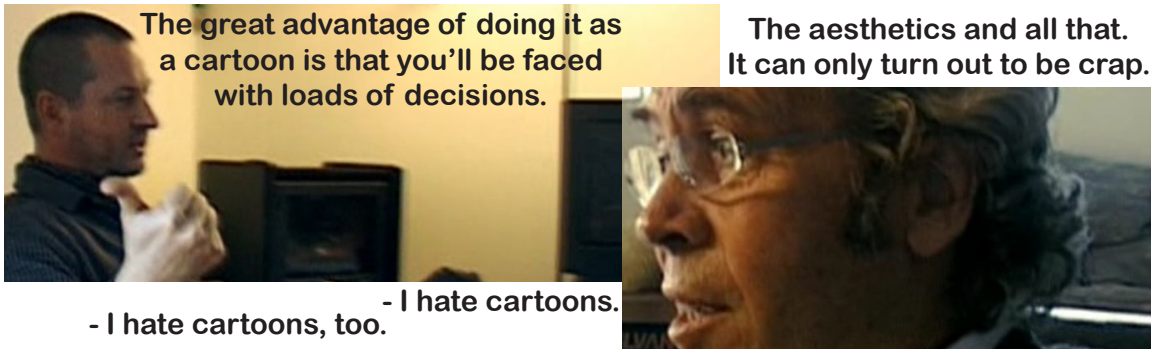 The great advantage of doing it as
a cartoon is that you’ll be faced
with loads of decisions.
The aesthetics and all that.
It can only turn out to be crap.
- I hate cartoons.
- I hate cartoons, too.